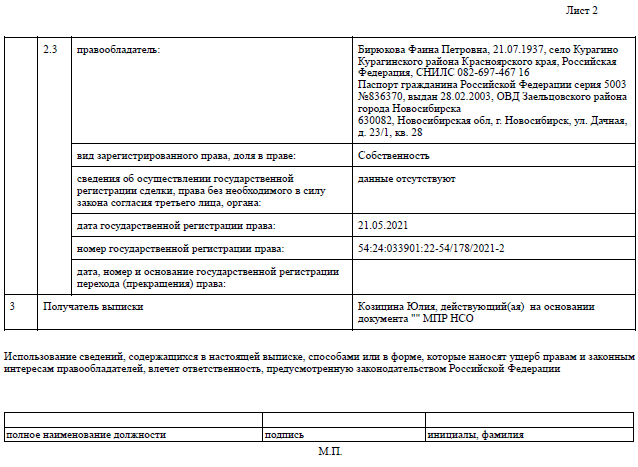 Лист 2
2.3
правообладатель:
Бирюкова Фаина Петровна, 21.07.1937, село Курагино
Курагинского района Красноярского края, Российская
Федерация, СНИЛС 082-697-467 16
Паспорт гражданина Российской Федерации серия 5003
№836370, выдан 28.02.2003, ОВД Заельцовского района
города Новосибирска
630082, Новосибирская обл, г. Новосибирск, ул. Дачная,
д. 23/1, кв. 28
вид зарегистрированного права, доля в праве:
Собственность
сведения об осуществлении государственной
регистрации сделки, права без необходимого в силу
закона согласия третьего лица, органа:
данные отсутствуют
дата государственной регистрации права:
21.05.2021
номер государственной регистрации права:
54:24:033901:22-54/178/2021-2
дата, номер и основание государственной регистрации
перехода (прекращения) права:
3
Получатель выписки
Козицина Юлия, действующий(ая) на основании
документа "" МПР НСО
Использование сведений, содержащихся в настоящей выписке, способами или в форме, которые наносят ущерб правам и законным
интересам правообладателей, влечет ответственность, предусмотренную законодательством Российской Федерации
полное наименование должности
подпись
инициалы, фамилия
М.П.